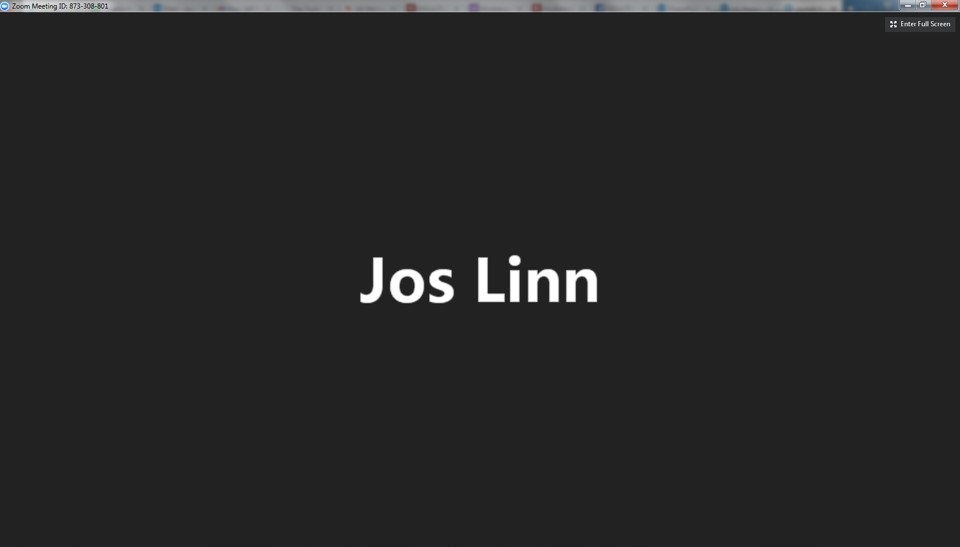 Zoom Meeting ID: 873-308-801
Enter Full Screen
Jos Linn